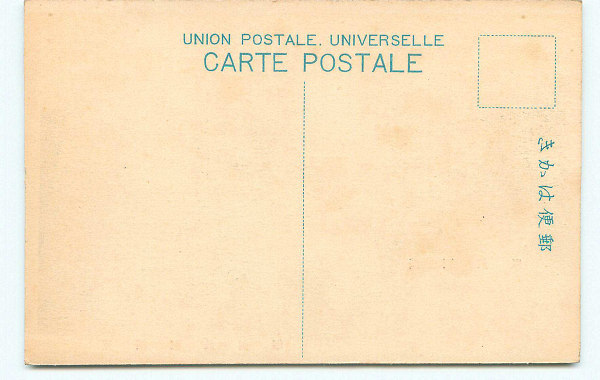 UNION POSTALE. UNIVERSELLE
CARTE POSTALE
きかは便郵